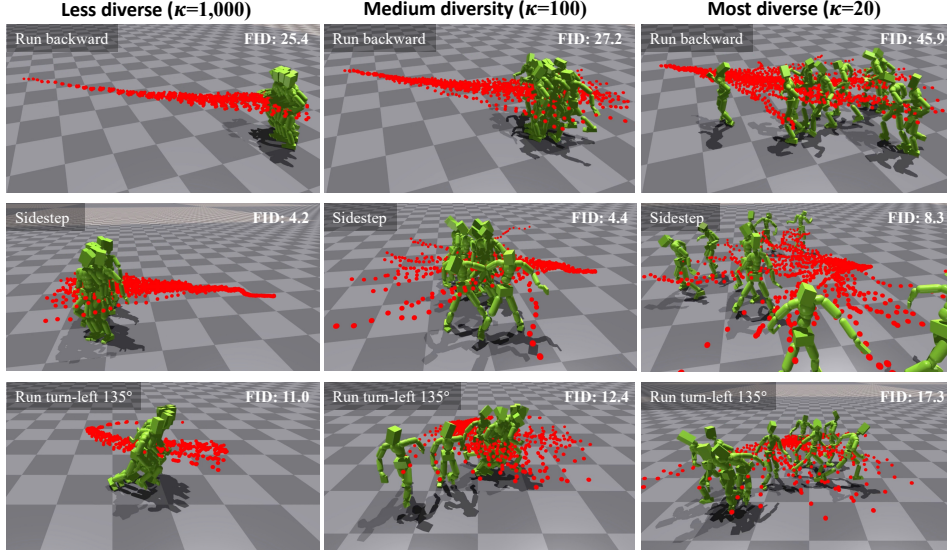 Less diverse (κ=1,000)
Medium diversity (κ=100)
Most diverse (κ=20)
Run backward
FID: 25.4
Run backward
FID: 27.2
Run backward
FID: 45.9
Sidestep
FID: 4.2
Sidestep
FID: 4.4
Sidestep
FID: 8.3
Run turn-left 135°
FID: 11.0
Run turn-left 135°
FID: 12.4
Run turn-left 135°
FID: 17.3